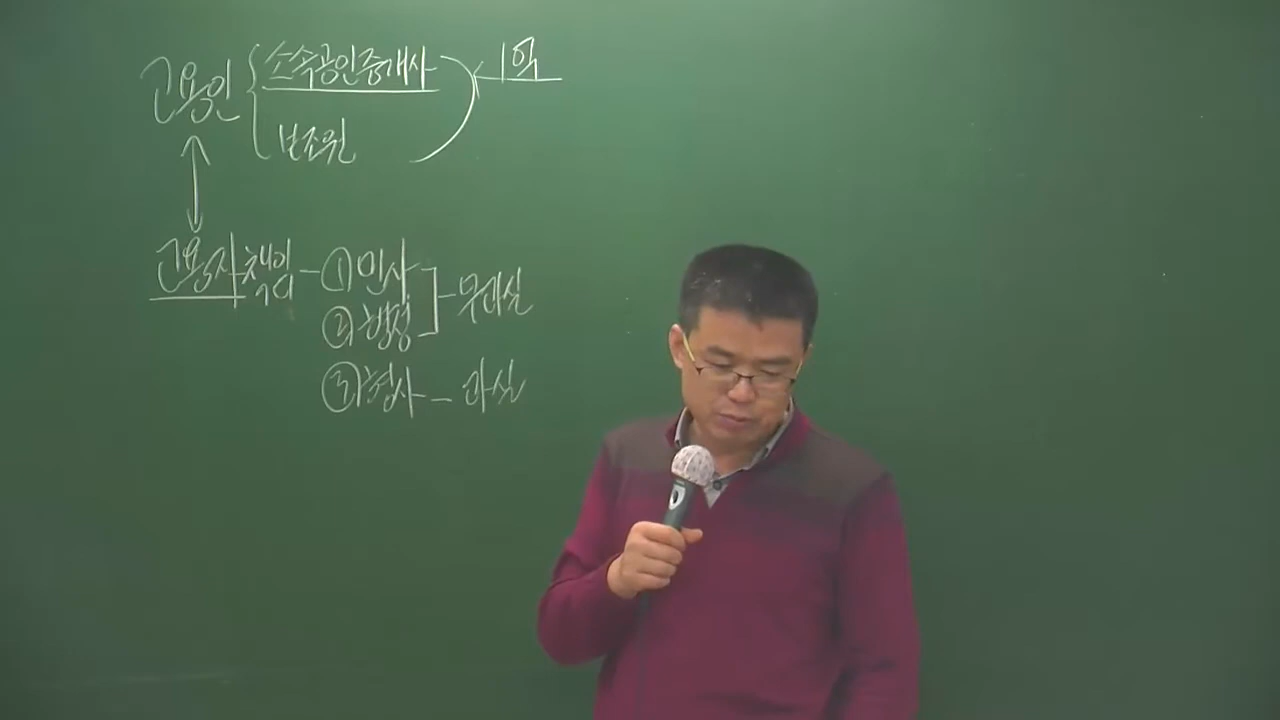 고용인 { 소속공인중개사 ) ← 1억
보조원
↕
고용자 책임 - ① 민사
② 행정 ] - 무과실
③ 형사 - 과실